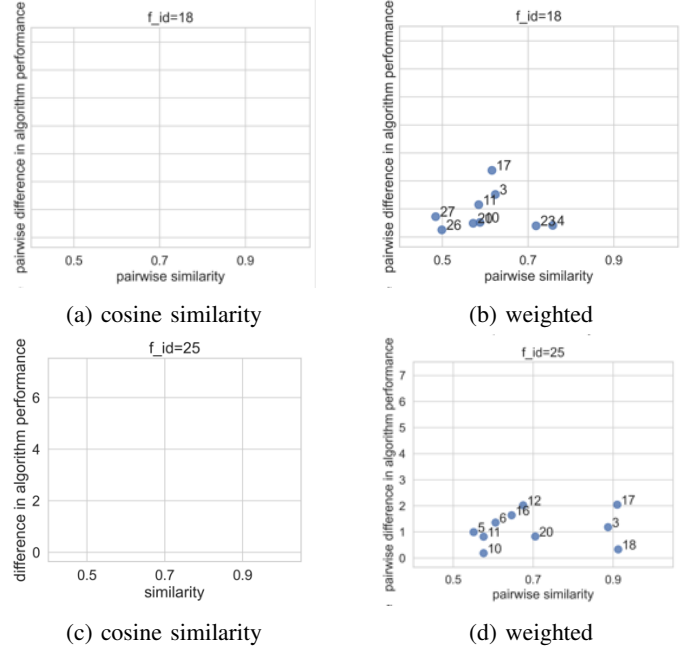 f_id=18
pairwise difference in algorithm performance
0.5 0.7 0.9
pairwise similarity
(a) cosine similarity
f_id=18
pairwise difference in algorithm performance
17
3
11
27
20
10
26
23
4
0.5 0.7 0.9
pairwise similarity
(b) weighted
f_id=25
difference in algorithm performance
6
4
2
0
0.5 0.7 0.9
similarity
(c) cosine similarity
f_id=25
pairwise difference in algorithm performance
7
6
5
4
3
2
1
0
12
17
16
6
3
5
11
20
10
18
0.5 0.7 0.9
pairwise similarity
(d) weighted